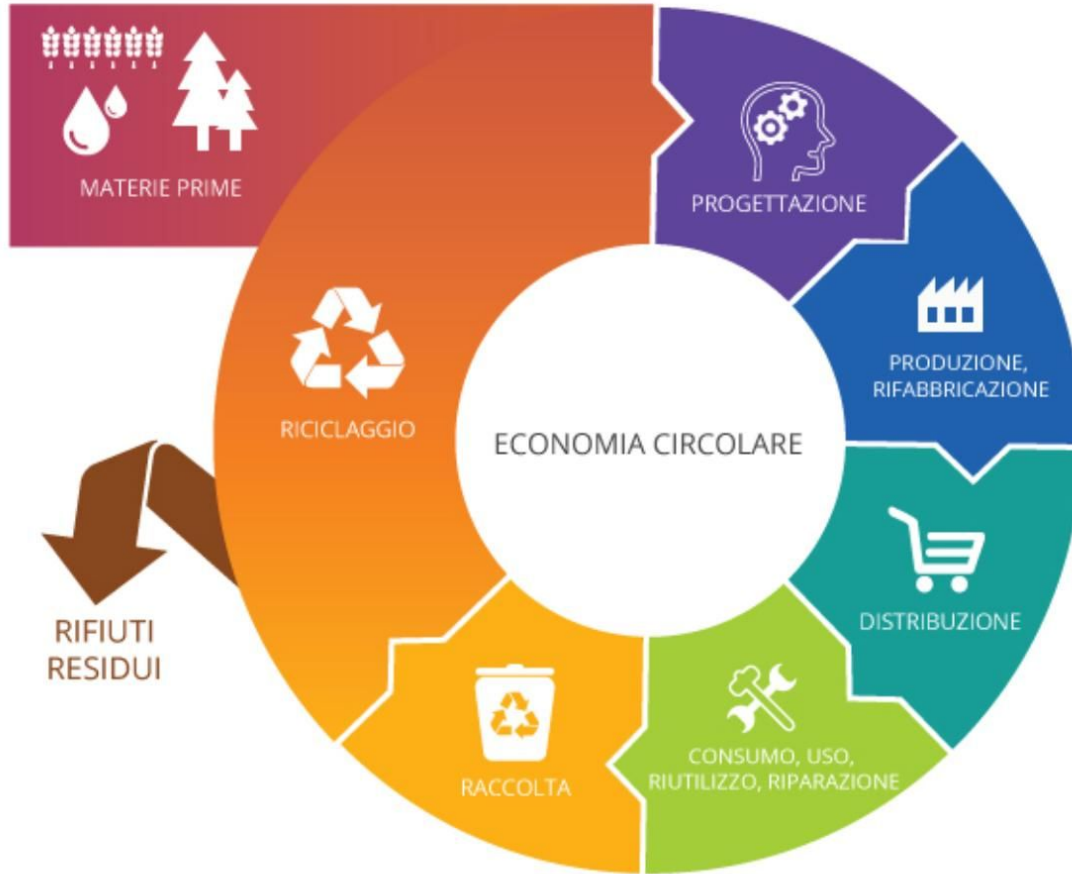 MATERIE PRIME
PROGETTAZIONE
PRODUZIONE,
RIFABBRICAZIONE
DISTRIBUZIONE
CONSUMO, USO,
RIUTILIZZO, RIPARAZIONE
RACCOLTA
RICICLAGGIO
RIFIUTI
RESIDUI
ECONOMIA CIRCOLARE